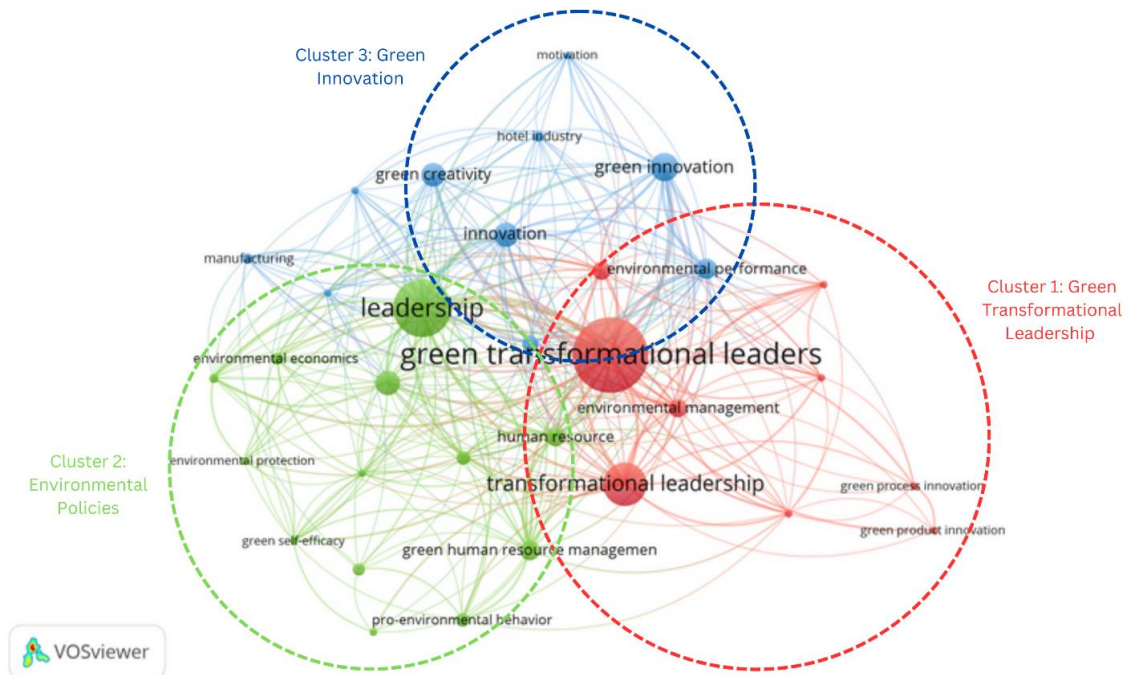 Cluster 3: Green
Innovation
motivation
hotel industry
green creativity
green innovation
innovation
manufacturing
environmental performance
Cluster 1: Green
Transformational
Leadership
leadership
green transformational leaders
environmental economics
environmental management
human resource
Cluster 2:
Environmental
Policies
environmental protection
transformational leadership
green process innovation
green product innovation
green self-efficacy
green human resource managemen
pro-environmental behavior
VOSviewer